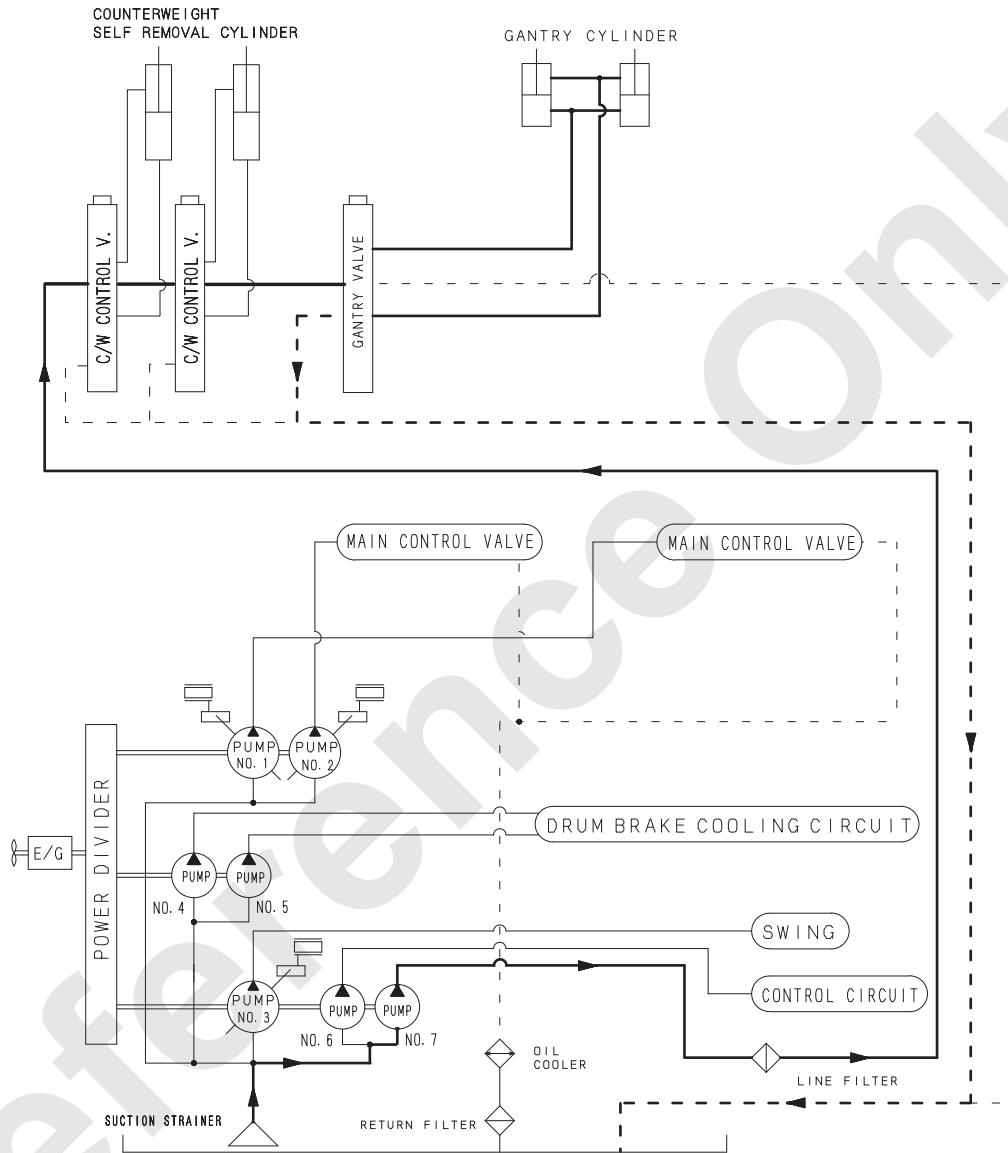 COUNTERWEIGHT
SELF REMOVAL CYLINDER
GANTRY CYLINDER
C/W CONTROL V.
C/W CONTROL V.
GANTRY VALVE
MAIN CONTROL VALVE
MAIN CONTROL VALVE
PUMP
NO. 1
PUMP
NO. 2
POWER DIVIDER
E/G
DRUM BRAKE COOLING CIRCUIT
PUMP
PUMP
NO. 4
NO. 5
SWING
PUMP
NO. 3
PUMP
PUMP
CONTROL CIRCUIT
NO. 6
NO. 7
OIL
COOLER
LINE FILTER
SUCTION STRAINER
RETURN FILTER
eference Only